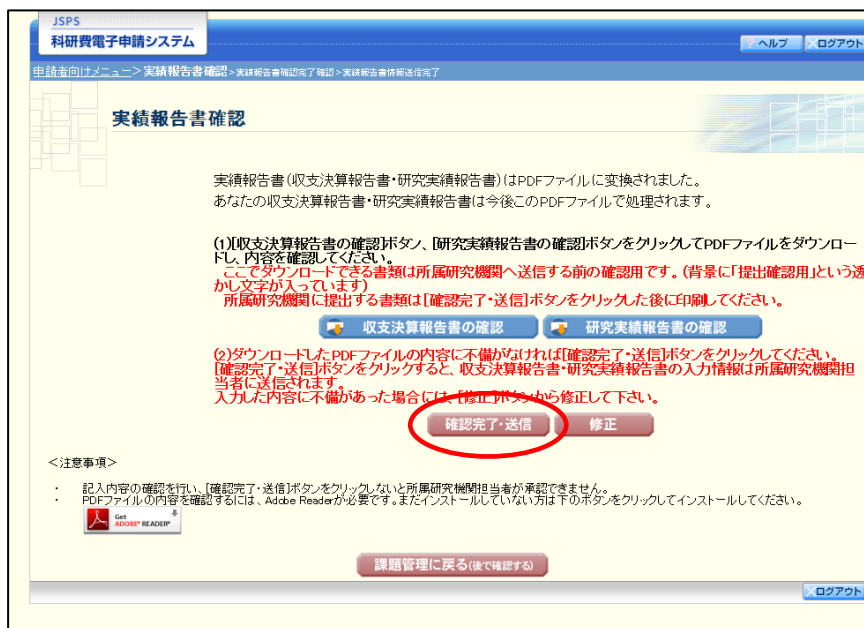 JSPS
科研費電子申請システム
ヘルプ
ログアウト
申請者向けメニュー>実績報告書確認>実績報告書確認完了確認>実績報告書情報送信完了
実績報告書確認
実績報告書(収支決算報告書・研究実績報告書)はPDFファイルに変換されました。
あなたの収支決算報告書・研究実績報告書は今後このPDFファイルで処理されます。
(1)[収支決算報告書の確認]ボタン、[研究実績報告書の確認]ボタンをクリックしてPDFファイルをダウンロー
ドし、内容を確認してください。
ここでダウンロードできる書類は所属研究機関へ送信する前の確認用です。(背景に「提出確認用」という透
かし文字が入っています)
所属研究機関に提出する書類は[確認完了・送信]ボタンをクリックした後に印刷してください。
収支決算報告書の確認
研究実績報告書の確認
(2)ダウンロードしたPDFファイルの内容に不備がなければ[確認完了・送信]ボタンをクリックしてください。
[確認完了・送信]ボタンをクリックすると、収支決算報告書・研究実績報告書の入力情報は所属研究機関担
当者に送信されます。
入力した内容に不備があった場合には、[修正]ボタンから修正して下さい。
確認完了・送信
修正
<注意事項>
・ 記入内容の確認を行い、[確認完了・送信]ボタンをクリックしないと所属研究機関担当者が承認できません。
・ PDFファイルの内容を確認するには、Adobe Readerが必要です。まだインストールしていない方は下のボタンをクリックしてインストールしてください。
Get
ADOBE® READER®
課題管理に戻る(後で確認する)
ログアウト